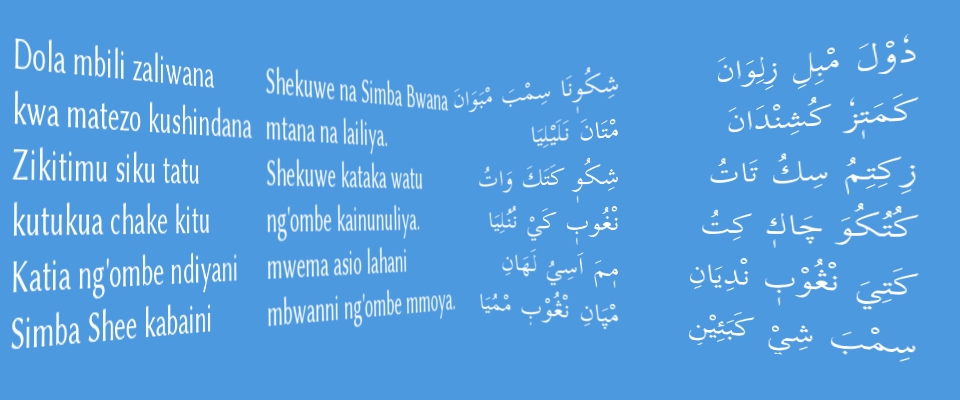 Dola mbili zaliwana
kwa matezo kushindana
Zikitimu siku tatu
kutukua chake kitu
Katia ng'ombe ndiyani
Simba Shee kabaini
Shekuwe na Simba Bwana
mtana na lailiya.
Shekuwe kataka watu
ng'ombe kainunuliya.
mwema asio lahani
mbwanni ng'ombe mmoya.
شِكُوٖنَا سِمْبَ مْبَوَانَ
مْتَانَ نَلَيْلِيَا
شِكُوٖ كَتَكَ وَاتُ
نْغُوبٖ كَيْ نُنُلِيَا
مٖمَ اَسِيُ لَهَانِ
مْپَانِ نْغُوْبٖ مْمُيَا
دٗوْلَ مْبِلِ زِلِوَانَ
كَمَتٖزٗ كُشِنْدَانَ
زِكِتِمُ سِكُ تَاتُ
كُتُكُوَ چَاكٖ كِتُ
كَتِيَ نْڠُوْبٖ نْدِيَانِ
سِمْبَ شِيْ كَبَئِيْنِ